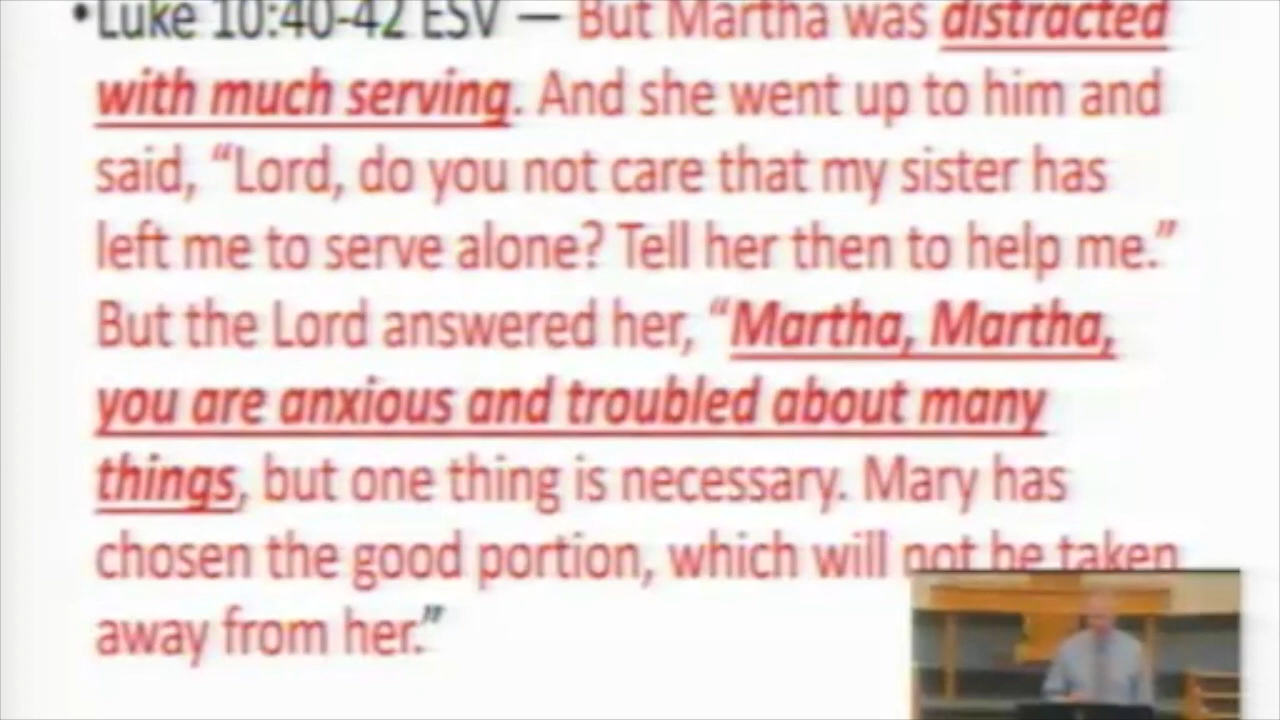 •Luke 10:40-42 ESV — But Martha was distracted
with much serving. And she went up to him and
said, “Lord, do you not care that my sister has
left me to serve alone? Tell her then to help me.”
But the Lord answered her, “Martha, Martha,
you are anxious and troubled about many
things, but one thing is necessary. Mary has
chosen the good portion, which will not be taken
away from her.”